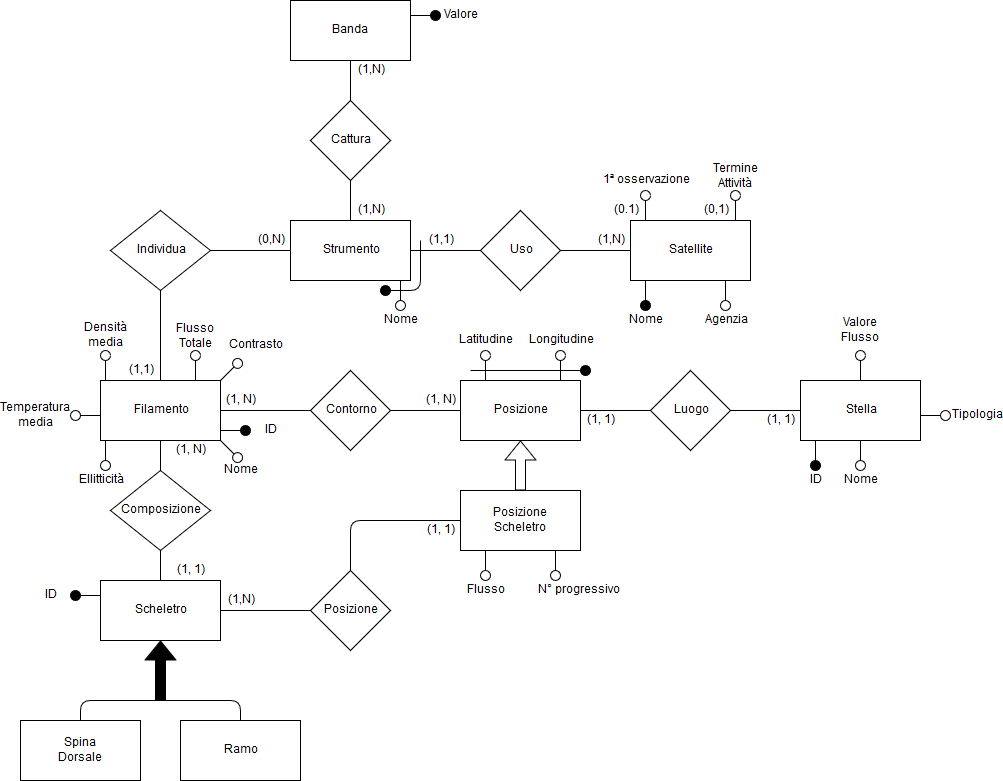 Banda
Valore
(1,N)
Cattura
(1,N)
1ª osservazione
Termine
Attività
(0.1)
(0,1)
Individua
(0,N)
Strumento
(1,1)
Uso
(1,N)
Satellite
Nome
Nome
Agenzia
Densità
media
Flusso
Totale
Contrasto
(1,1)
Latitudine
Longitudine
Valore
Flusso
Temperatura
media
Filamento
(1, N)
Contorno
(1, N)
Posizione
(1, 1)
Luogo
(1, 1)
Stella
Tipologia
ID
(1, N)
Nome
Ellitticità
ID
Nome
Composizione
Posizione
Scheletro
(1, 1)
(1, 1)
Flusso
N° progressivo
ID
Scheletro
(1,N)
Posizione
Spina
Dorsale
Ramo